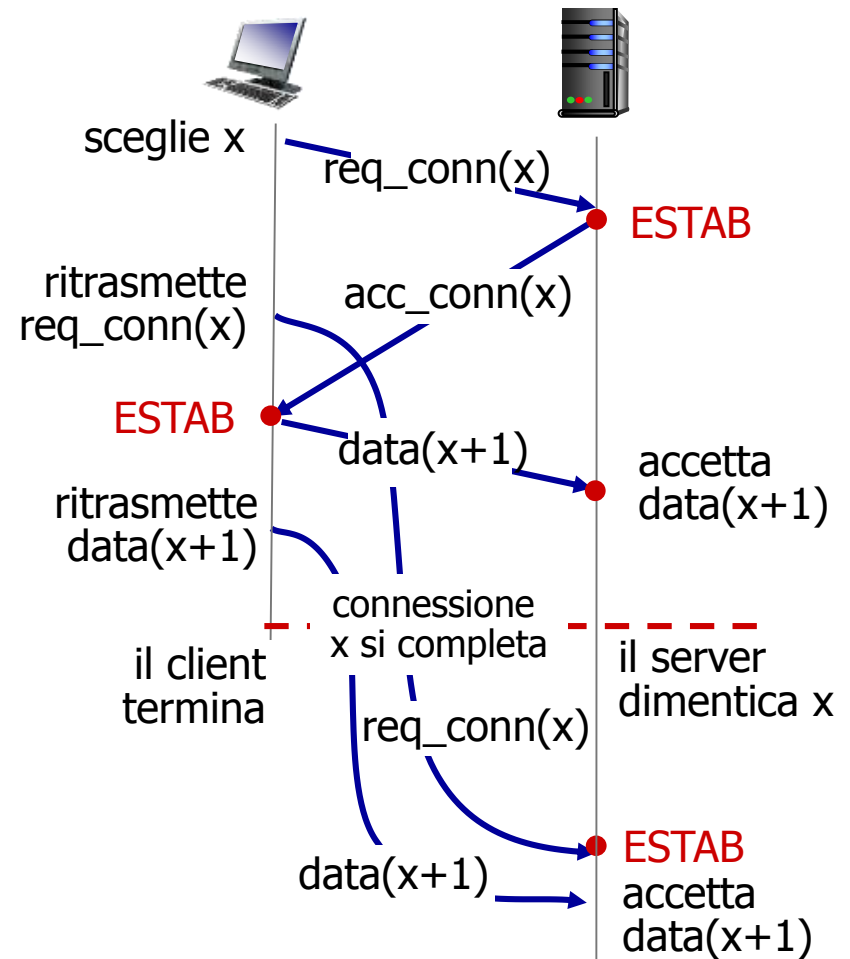 sceglie x
req_conn(x)
ESTAB
ritrasmette
req_conn(x)
acc_conn(x)
ESTAB
data(x+1)
accetta
data(x+1)
ritrasmette
data(x+1)
connessione
x si completa
il client
termina
il server
dimentica x
req_conn(x)
ESTAB
data(x+1)
accetta
data(x+1)